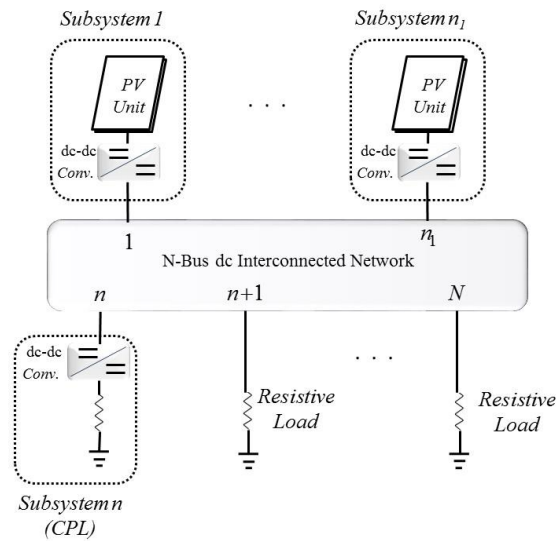 Subsystem 1
Subsystem n₁
PV
Unit
. . .
PV
Unit
dc-dc
Conv.
dc-dc
Conv.
1
n₁
N-Bus dc Interconnected Network
n
n+1
N
dc-dc
Conv.
. . .
Resistive
Load
Resistive
Load
Subsystem n
(CPL)